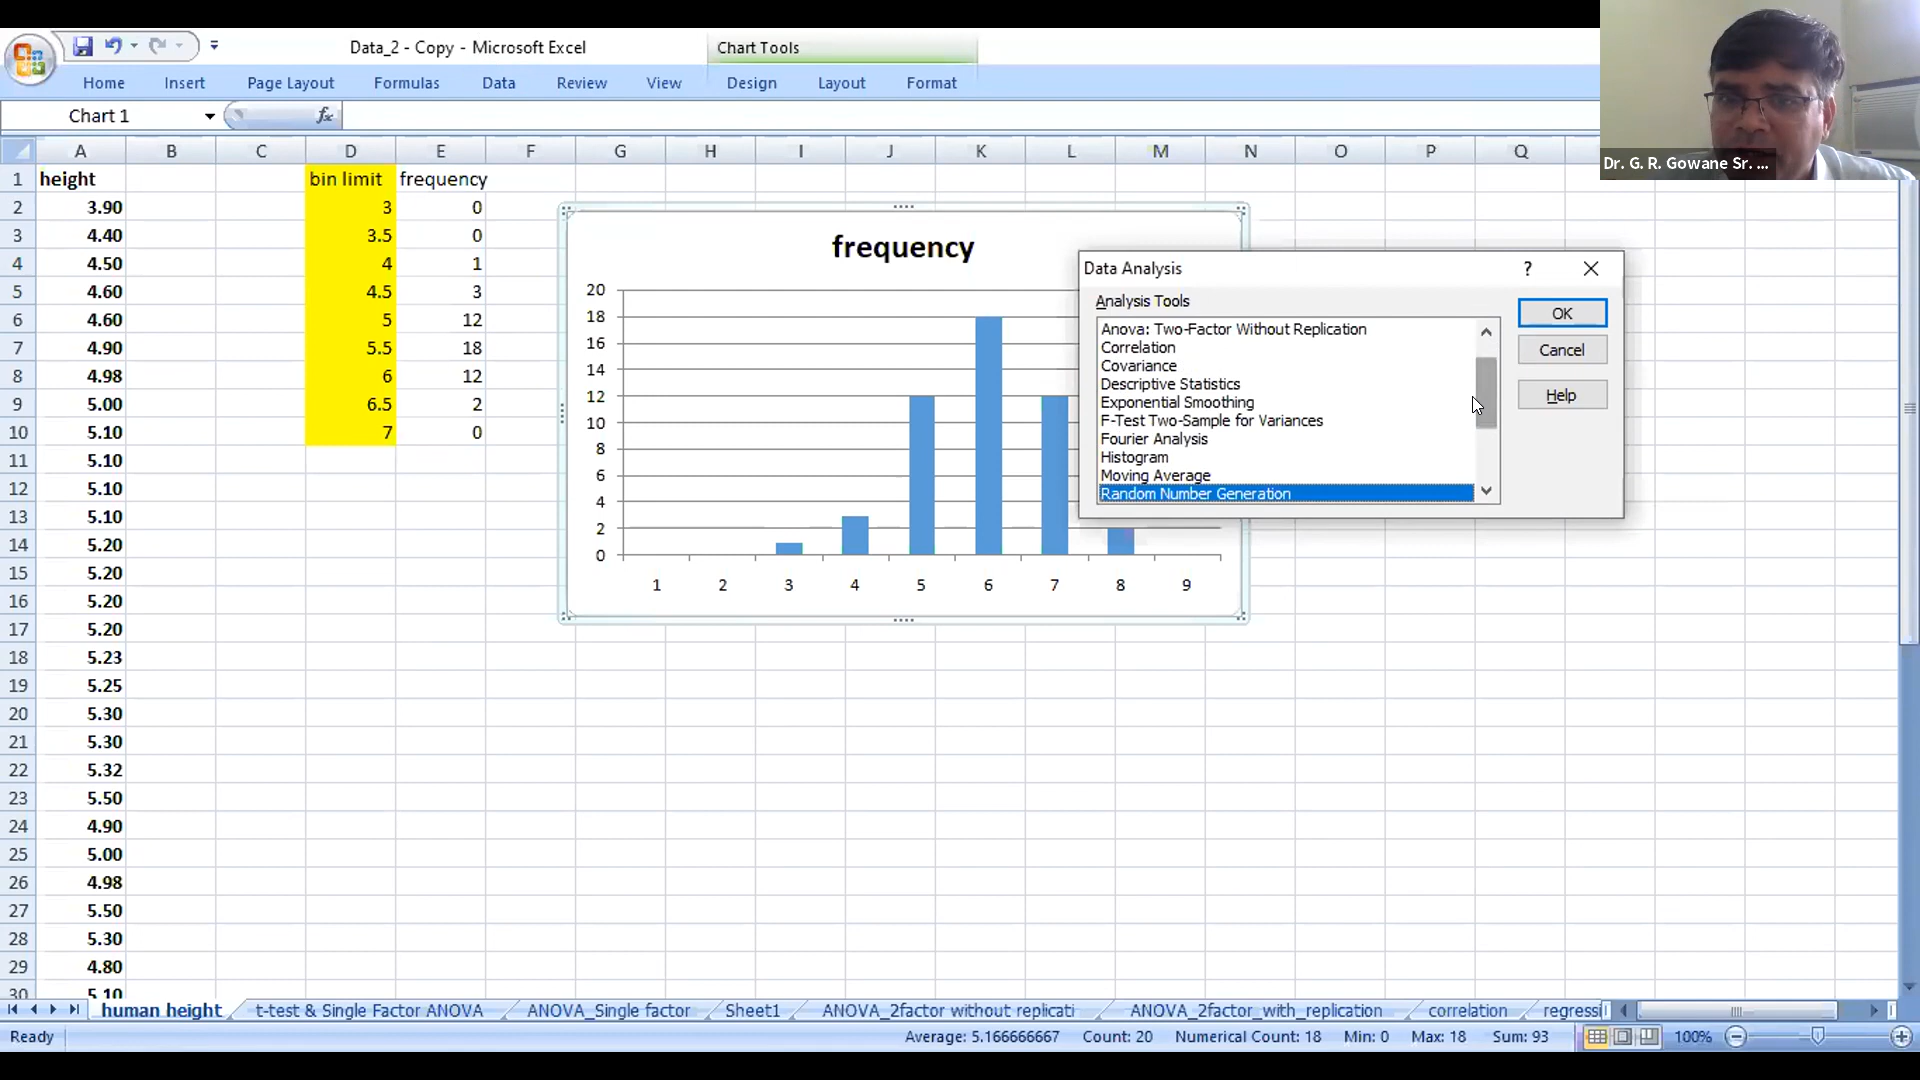 Data_2 - Copy - Microsoft Excel
Chart Tools
Home Insert Page Layout Formulas Data Review View Design Layout Format
Chart 1 fx
Dr. G. R. Gowane Sr. ...
A B C D E F G H I J K L M N O P Q
1 height bin limit frequency
2 3.90 3 0
3 4.40 3.5 0
4 4.50 4 1
5 4.60 4.5 3
6 4.60 5 12
7 4.90 5.5 18
8 4.98 6 12
9 5.00 6.5 2
10 5.10 7 0
11 5.10
12 5.10
13 5.10
14 5.20
15 5.20
16 5.20
17 5.20
18 5.23
19 5.25
20 5.30
21 5.30
22 5.32
23 5.50
24 4.90
25 5.00
26 4.98
27 5.50
28 5.30
29 4.80
30 5.10
frequency
20
18
16
14
12
10
8
6
4
2
0
1 2 3 4 5 6 7 8 9
Data Analysis ?
Analysis Tools
Anova: Two-Factor Without Replication
Correlation
Covariance
Descriptive Statistics
Exponential Smoothing
F-Test Two-Sample for Variances
Fourier Analysis
Histogram
Moving Average
Random Number Generation
OK
Cancel
Help
human height t-test & Single Factor ANOVA ANOVA_Single factor Sheet1 ANOVA_2factor without replicati ANOVA_2factor_with_replication correlation regressi
Ready Average: 5.166666667 Count: 20 Numerical Count: 18 Min: 0 Max: 18 Sum: 93 100%